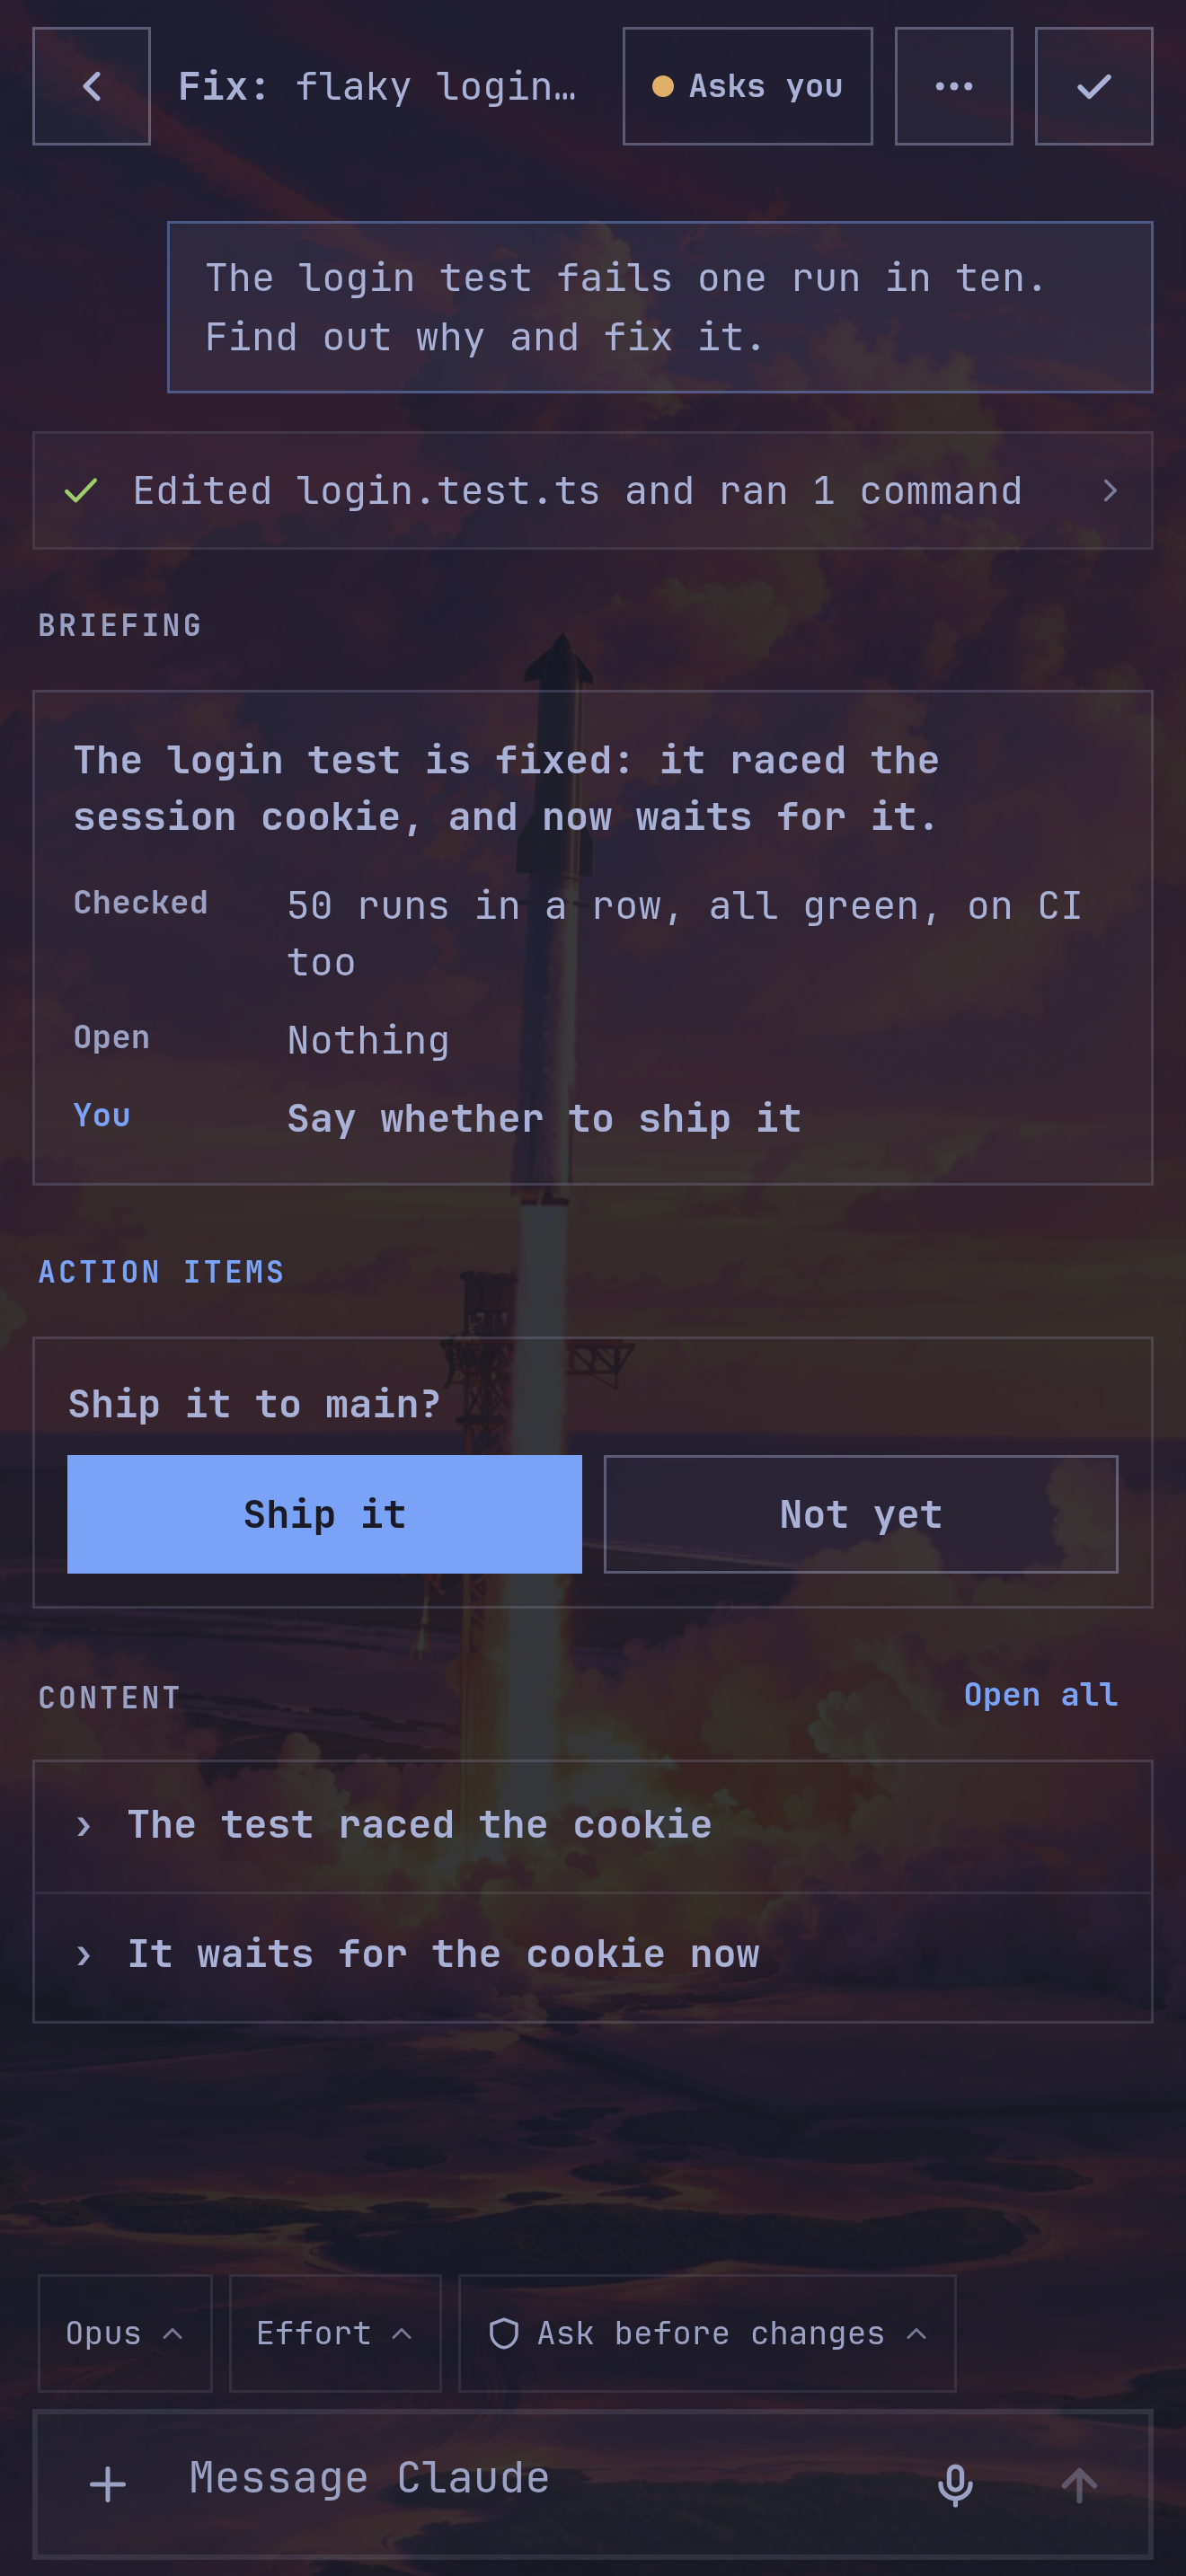 Fix: flaky login…
Asks you
The login test fails one run in ten.
Find out why and fix it.
Edited login.test.ts and ran 1 command
BRIEFING
The login test is fixed: it raced the
session cookie, and now waits for it.
Checked
50 runs in a row, all green, on CI
too
Open
Nothing
You
Say whether to ship it
ACTION ITEMS
Ship it to main?
Ship it
Not yet
CONTENT
Open all
The test raced the cookie
It waits for the cookie now
Opus
Effort
Ask before changes
Message Claude